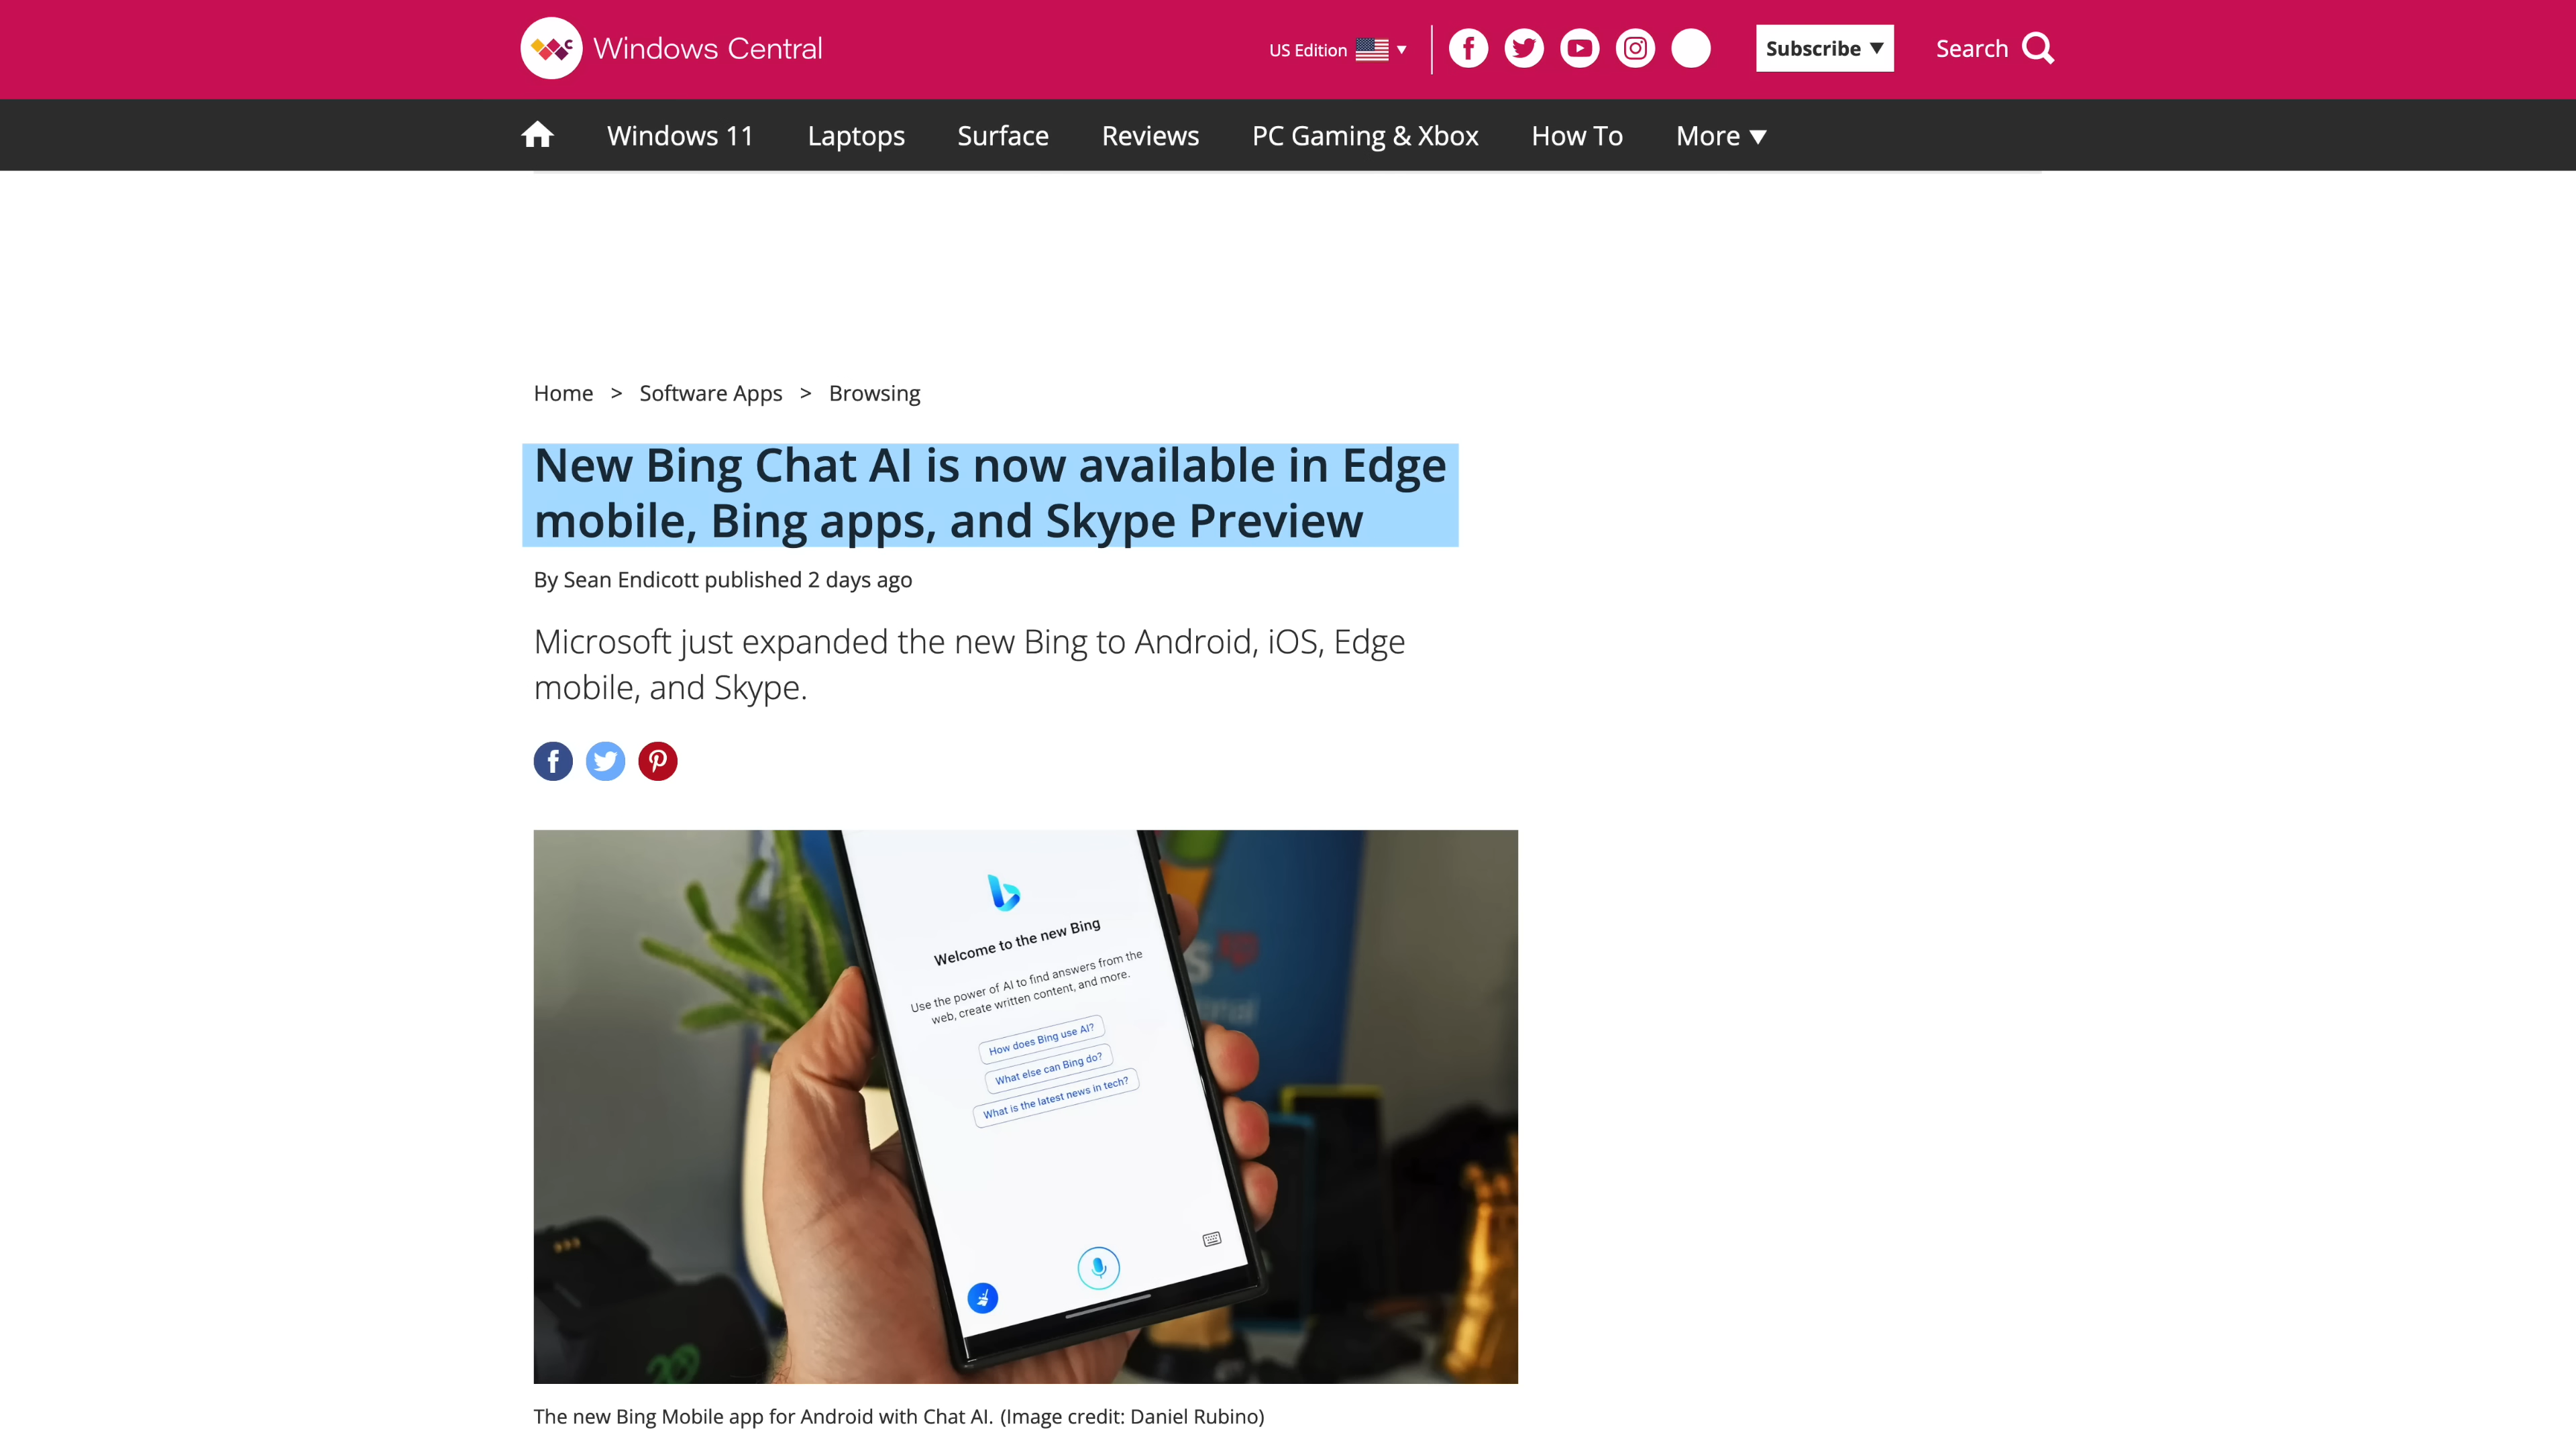 Windows Central
US Edition
Subscribe
Search
Windows 11 Laptops Surface Reviews PC Gaming & Xbox How To More
Home > Software Apps > Browsing
New Bing Chat AI is now available in Edge
mobile, Bing apps, and Skype Preview
By Sean Endicott published 2 days ago
Microsoft just expanded the new Bing to Android, iOS, Edge
mobile, and Skype.
Welcome to the new Bing
Use the power of AI to find answers from the
web, create written content, and more.
How does Bing use AI?
What else can Bing do?
What is the latest news in tech?
The new Bing Mobile app for Android with Chat AI. (Image credit: Daniel Rubino)